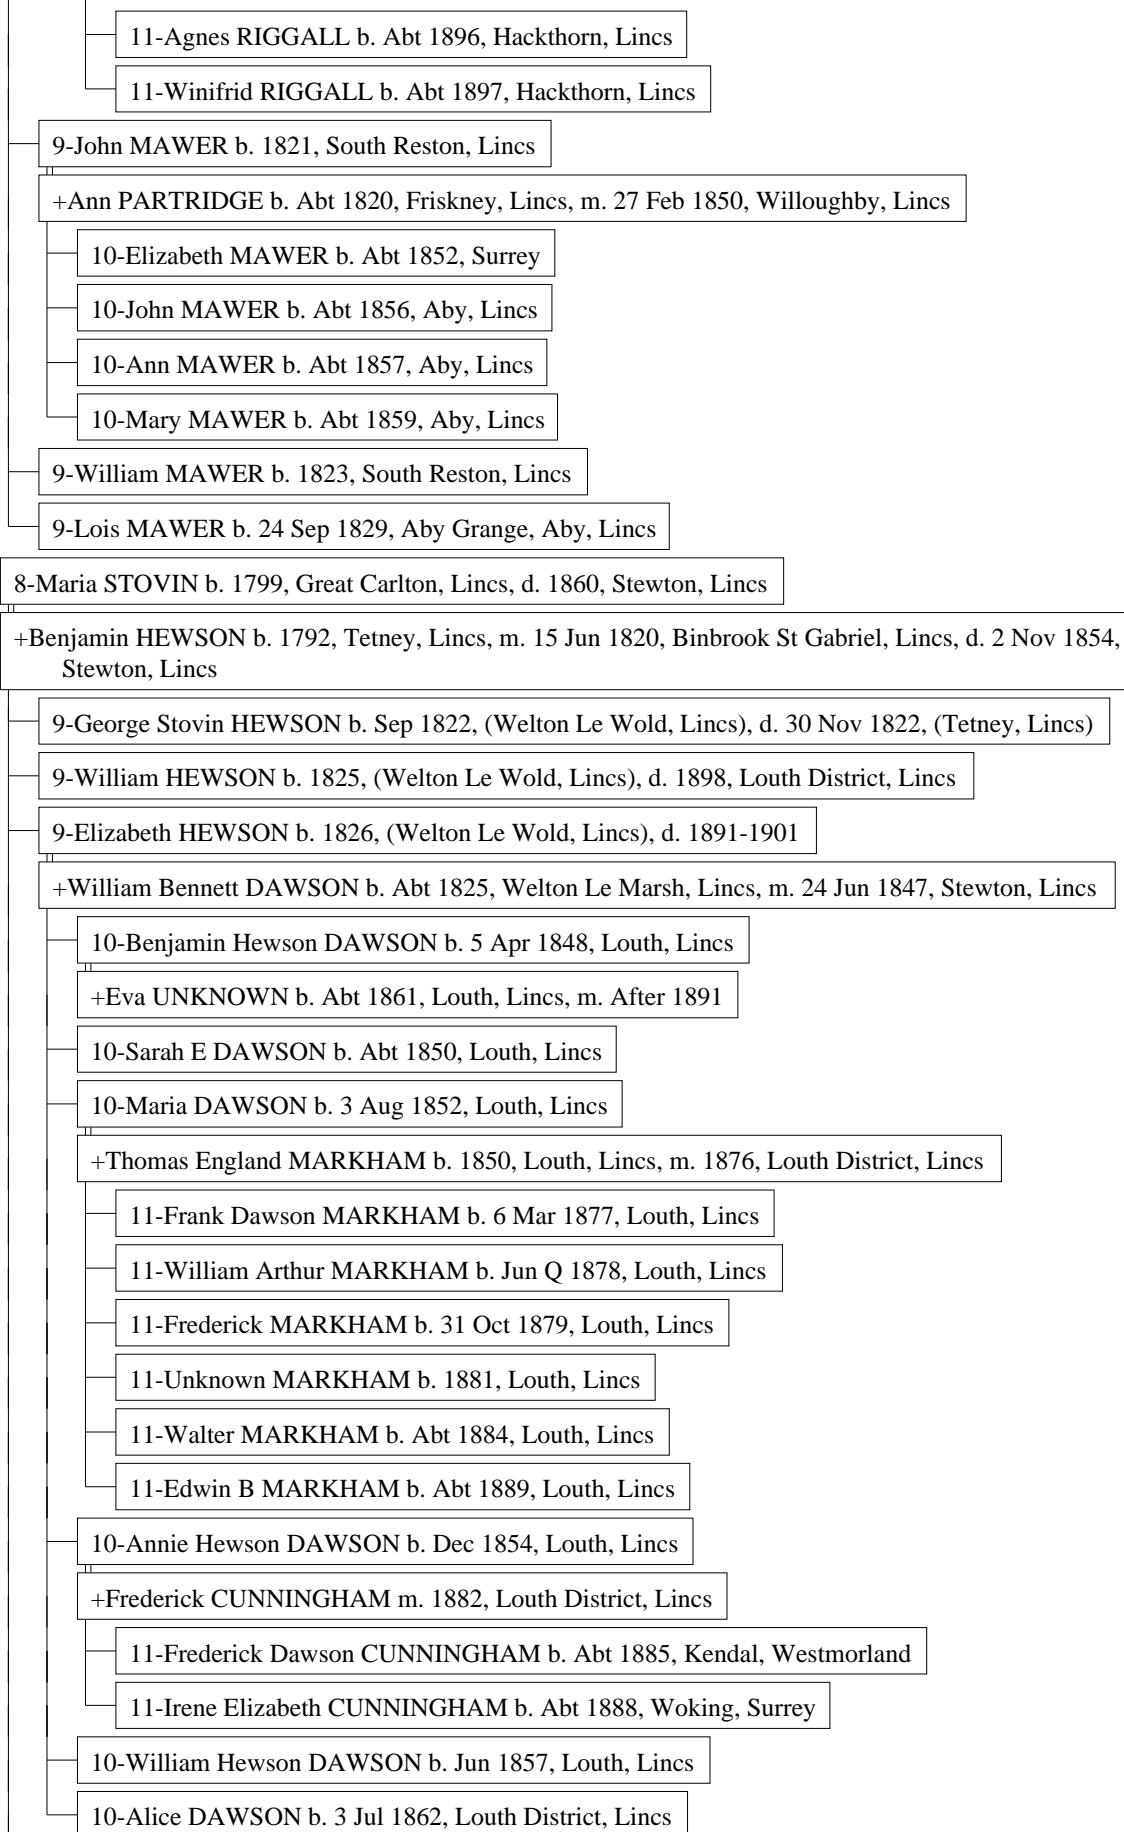 11-Agnes RIGGALL b. Abt 1896, Hackthorn, Lincs
11-Winifrid RIGGALL b. Abt 1897, Hackthorn, Lincs
9-John MAWER b. 1821, South Reston, Lincs
+Ann PARTRIDGE b. Abt 1820, Friskney, Lincs, m. 27 Feb 1850, Willoughby, Lincs
10-Elizabeth MAWER b. Abt 1852, Surrey
10-John MAWER b. Abt 1856, Aby, Lincs
10-Ann MAWER b. Abt 1857, Aby, Lincs
10-Mary MAWER b. Abt 1859, Aby, Lincs
9-William MAWER b. 1823, South Reston, Lincs
9-Lois MAWER b. 24 Sep 1829, Aby Grange, Aby, Lincs
8-Maria STOVIN b. 1799, Great Carlton, Lincs, d. 1860, Stewton, Lincs
+Benjamin HEWSON b. 1792, Tetney, Lincs, m. 15 Jun 1820, Binbrook St Gabriel, Lincs, d. 2 Nov 1854,
Stewton, Lincs
9-George Stovin HEWSON b. Sep 1822, (Welton Le Wold, Lincs), d. 30 Nov 1822, (Tetney, Lincs)
9-William HEWSON b. 1825, (Welton Le Wold, Lincs), d. 1898, Louth District, Lincs
9-Elizabeth HEWSON b. 1826, (Welton Le Wold, Lincs), d. 1891-1901
+William Bennett DAWSON b. Abt 1825, Welton Le Marsh, Lincs, m. 24 Jun 1847, Stewton, Lincs
10-Benjamin Hewson DAWSON b. 5 Apr 1848, Louth, Lincs
+Eva UNKNOWN b. Abt 1861, Louth, Lincs, m. After 1891
10-Sarah E DAWSON b. Abt 1850, Louth, Lincs
10-Maria DAWSON b. 3 Aug 1852, Louth, Lincs
+Thomas England MARKHAM b. 1850, Louth, Lincs, m. 1876, Louth District, Lincs
11-Frank Dawson MARKHAM b. 6 Mar 1877, Louth, Lincs
11-William Arthur MARKHAM b. Jun Q 1878, Louth, Lincs
11-Frederick MARKHAM b. 31 Oct 1879, Louth, Lincs
11-Unknown MARKHAM b. 1881, Louth, Lincs
11-Walter MARKHAM b. Abt 1884, Louth, Lincs
11-Edwin B MARKHAM b. Abt 1889, Louth, Lincs
10-Annie Hewson DAWSON b. Dec 1854, Louth, Lincs
+Frederick CUNNINGHAM m. 1882, Louth District, Lincs
11-Frederick Dawson CUNNINGHAM b. Abt 1885, Kendal, Westmorland
11-Irene Elizabeth CUNNINGHAM b. Abt 1888, Woking, Surrey
10-William Hewson DAWSON b. Jun 1857, Louth, Lincs
10-Alice DAWSON b. 3 Jul 1862, Louth District, Lincs